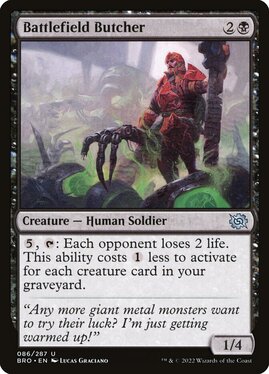 Battlefield Butcher 2
Creature — Human Soldier
5, T: Each opponent loses 2 life.
This ability costs 1 less to activate
for each creature card in your
graveyard.
“Any more giant metal monsters want
to try their luck? I'm just getting
warmed up!”
1/4
086/287 U
BRO • EN LUCAS GRACIANO
™ & © 2022 Wizards of the Coast